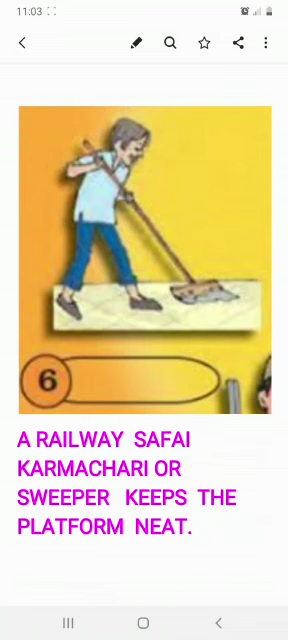 11:03
6
A RAILWAY SAFAI
KARMACHARI OR
SWEEPER KEEPS THE
PLATFORM NEAT.